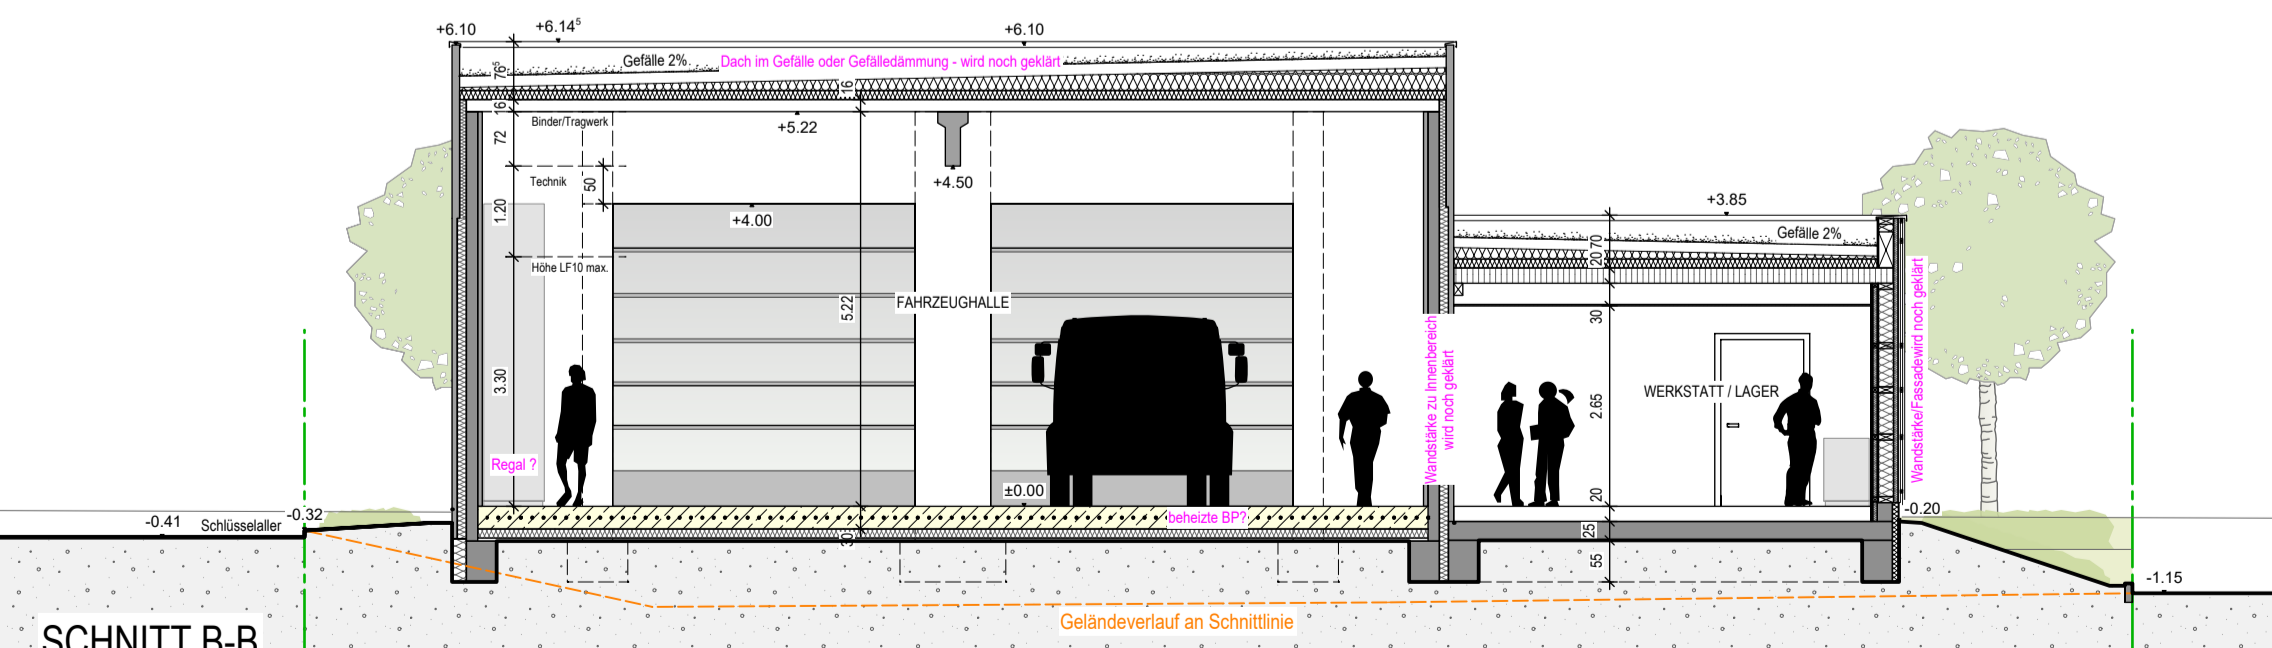 +6.10
+6.14⁵
+6.10
Gefälle 2%
Dach im Gefälle oder Gefälledämmung - wird noch geklärt
76⁵
16
16
Binder/Tragwerk
+5.22
72
+4.50
Technik
50
1.20
+4.00
+3.85
Gefälle 2%
70
20
Höhe LF10 max.
5.22
FAHRZEUGHALLE
30
3.30
Wandstärke zu Innenbereich
wird noch geklärt
2.65
WERKSTATT / LAGER
Wandstärke/Fassadewird noch geklärt
Regal ?
±0.00
20
-0.41
Schlüsselaller
-0.32
beheizte BP?
-0.20
30
25
55
-1.15
Geländeverlauf an Schnittlinie
SCHNITT B-B